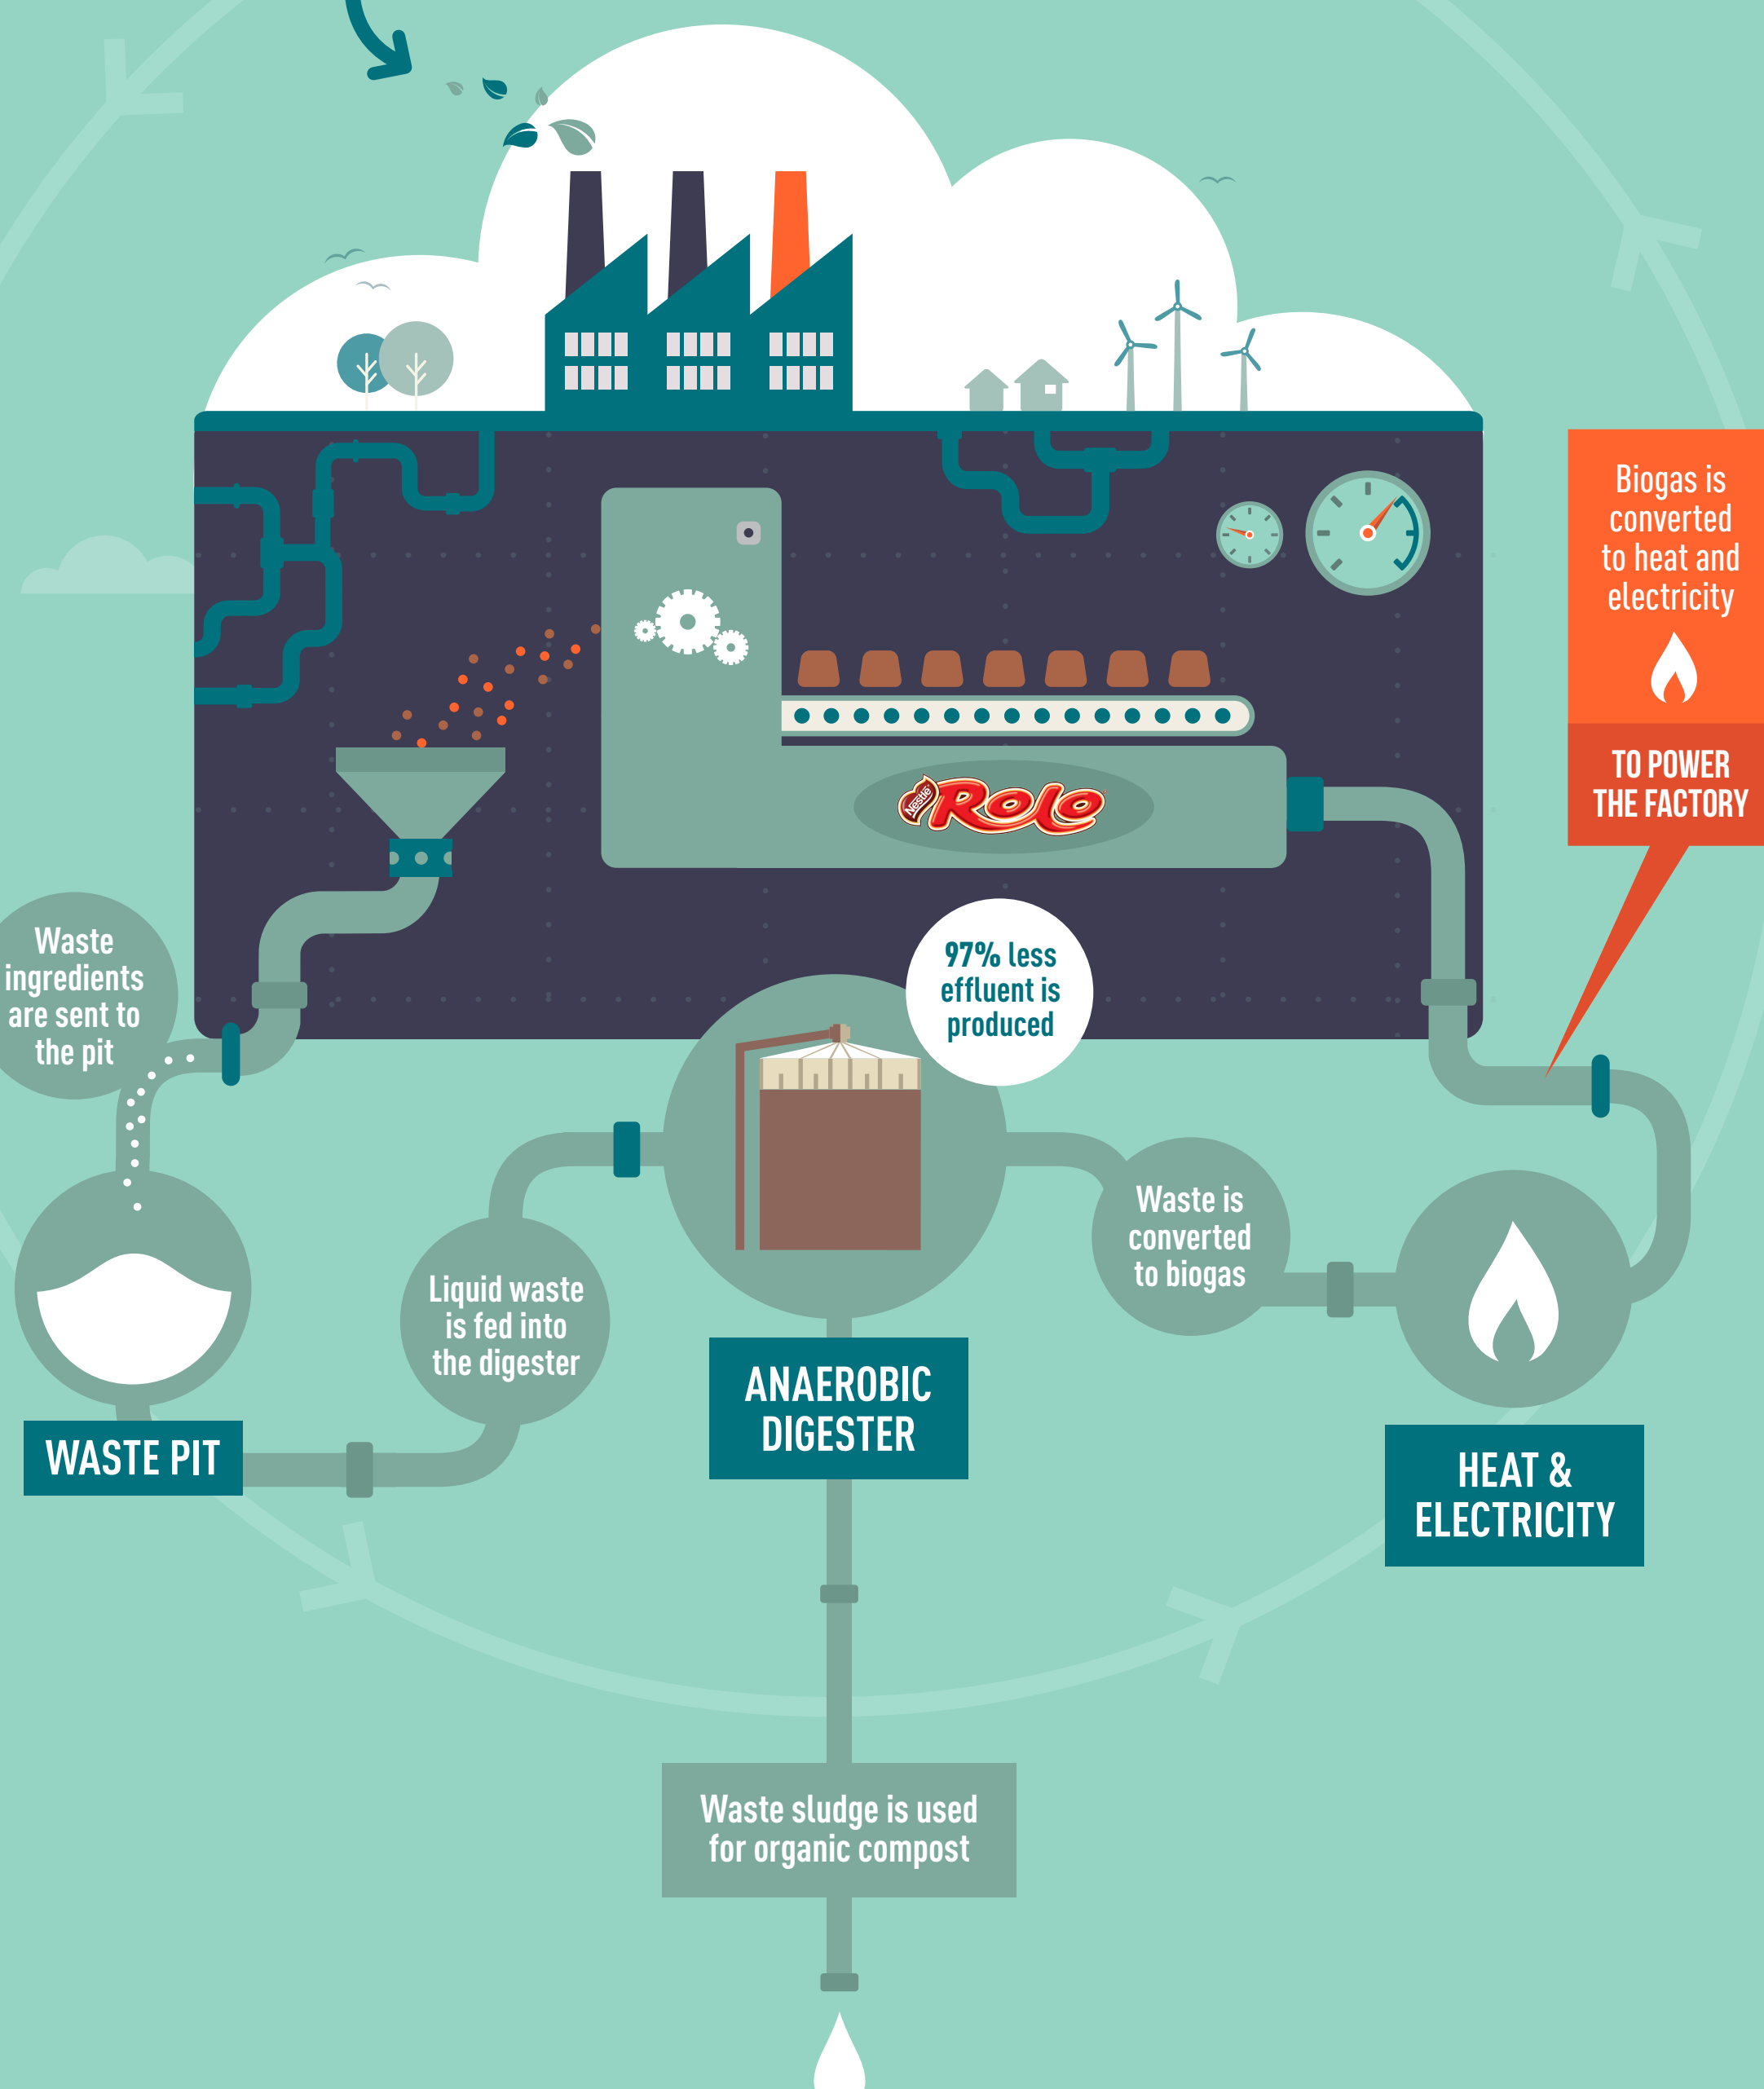 Biogas is
converted
to heat and
electricity
TO POWER
THE FACTORY
Nestlé
Rolo
Waste
ingredients
are sent to
the pit
97% less
effluent is
produced
Waste is
converted
to biogas
Liquid waste
is fed into
the digester
ANAEROBIC
DIGESTER
WASTE PIT
HEAT &
ELECTRICITY
Waste sludge is used
for organic compost